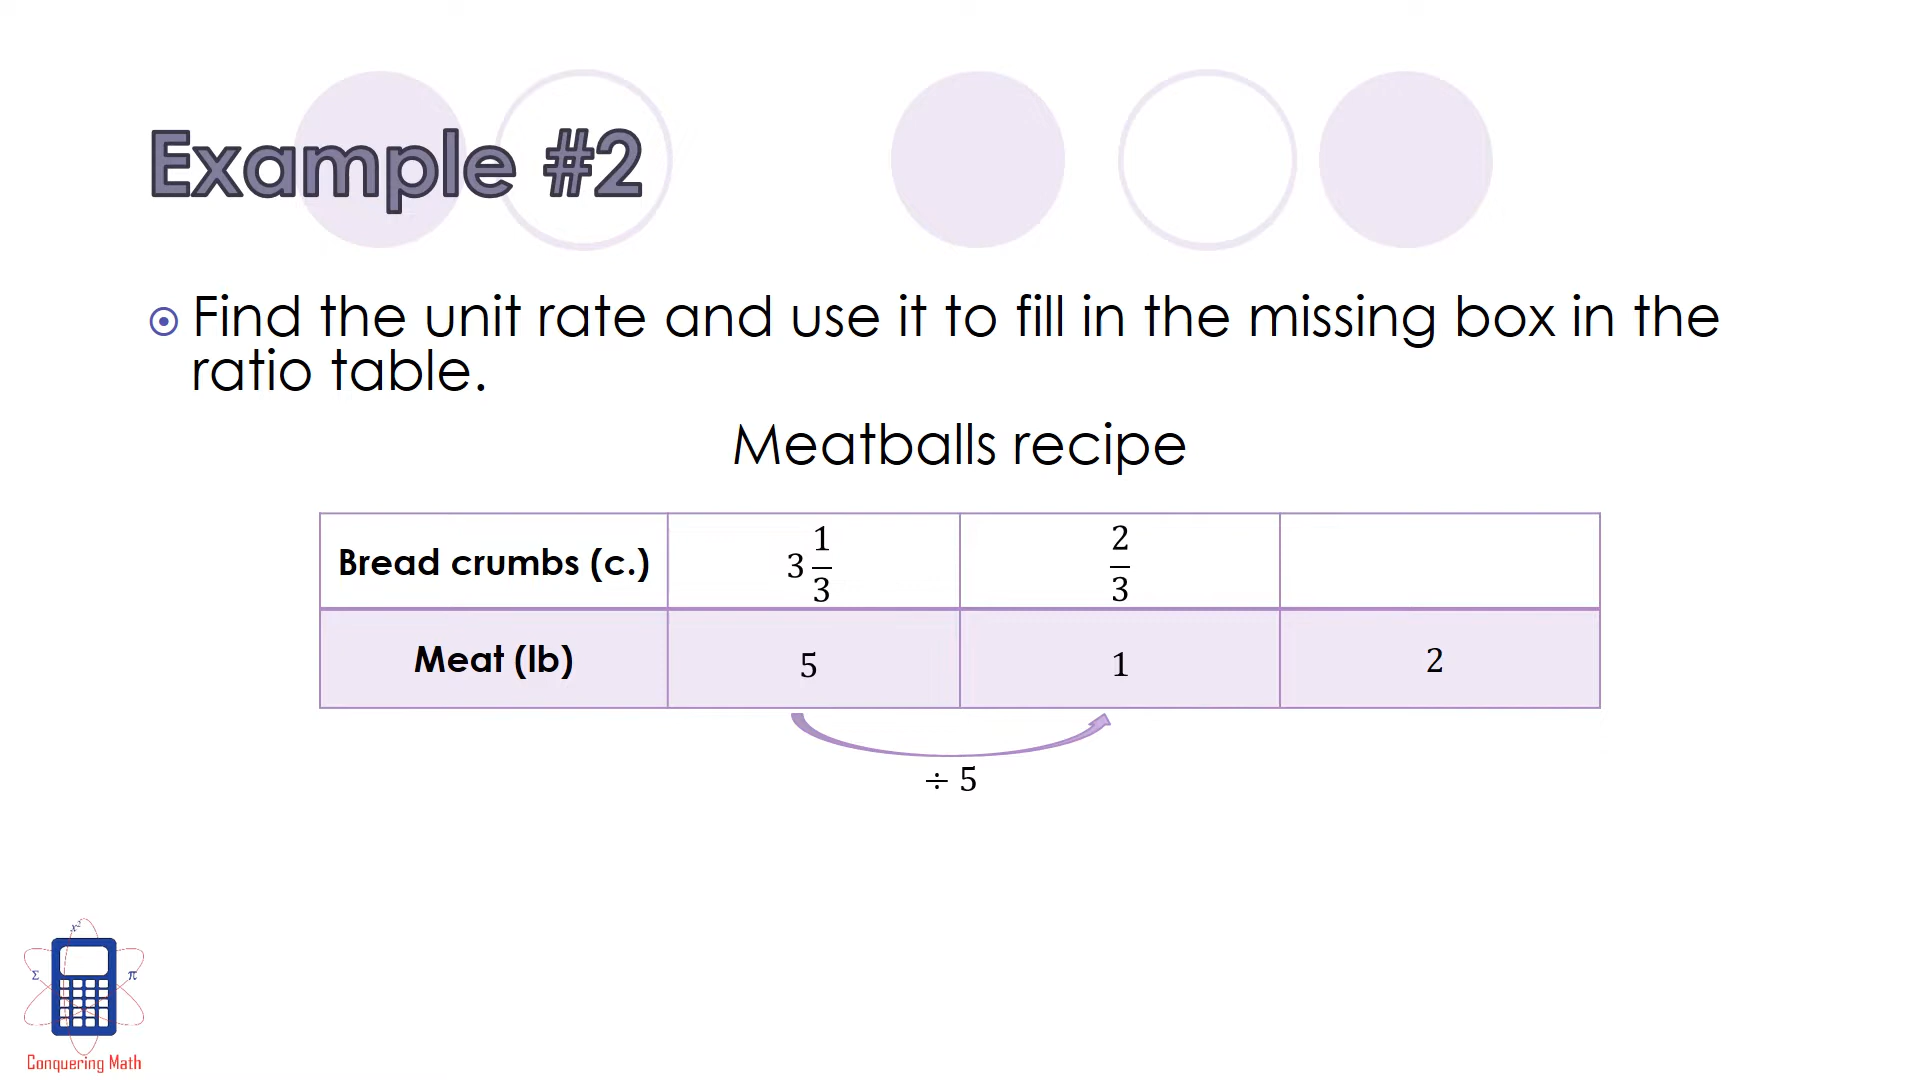 Example #2
Find the unit rate and use it to fill in the missing box in the
ratio table.
Meatballs recipe
Bread crumbs (c.) 3 1/3 2/3
Meat (lb) 5 1 2
÷ 5
x²
Σ π
Conquering Math